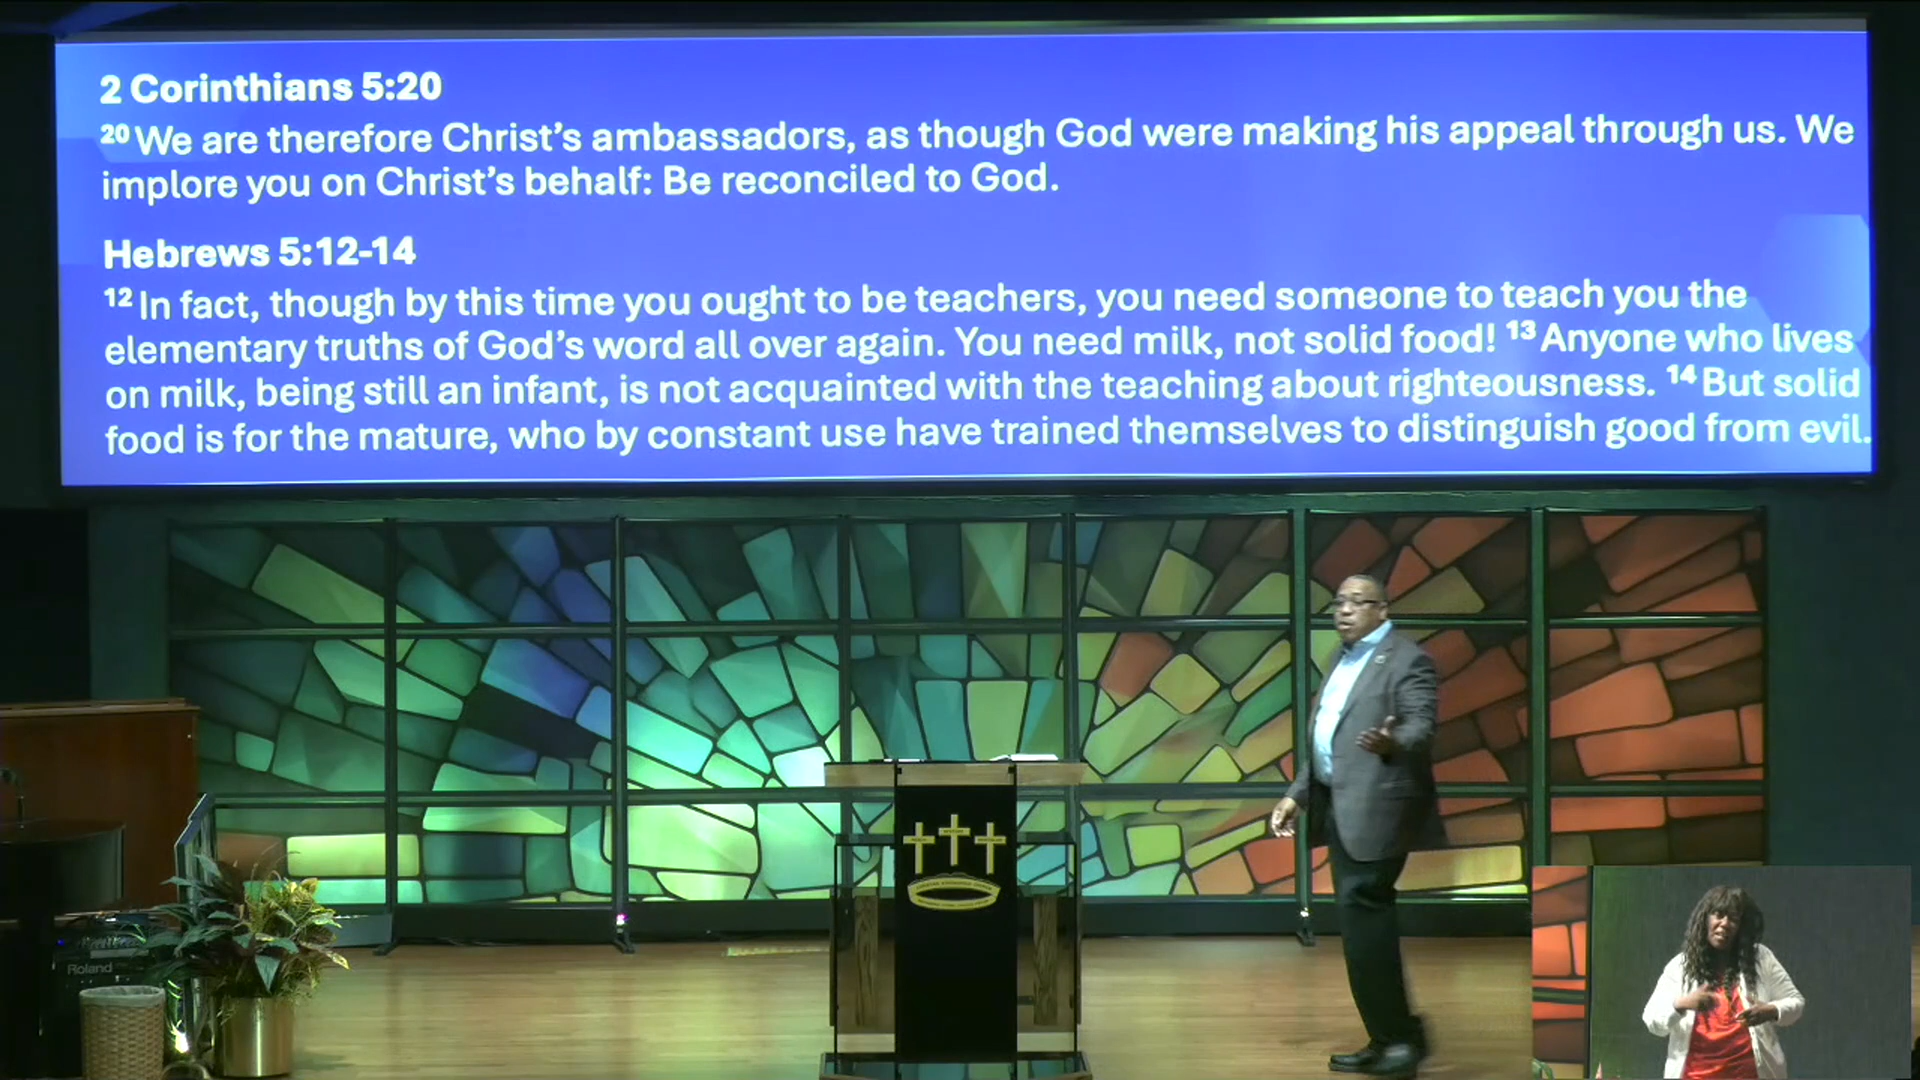 2 Corinthians 5:20
20 We are therefore Christ’s ambassadors, as though God were making his appeal through us. We
implore you on Christ’s behalf: Be reconciled to God.
Hebrews 5:12-14
12 In fact, though by this time you ought to be teachers, you need someone to teach you the
elementary truths of God’s word all over again. You need milk, not solid food! 13 Anyone who lives
on milk, being still an infant, is not acquainted with the teaching about righteousness. 14 But solid
food is for the mature, who by constant use have trained themselves to distinguish good from evil.
Roland